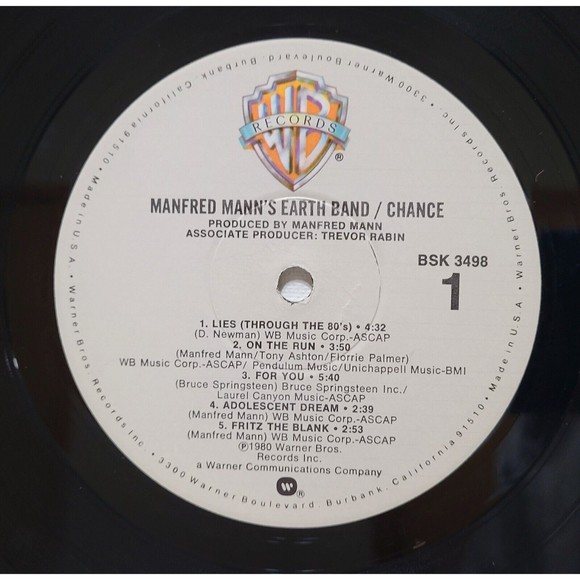 WB
RECORDS
®
MANFRED MANN'S EARTH BAND / CHANCE
PRODUCED BY MANFRED MANN
ASSOCIATE PRODUCER: TREVOR RABIN
BSK 3498
1
1. LIES (THROUGH THE 80's) • 4:32
(D. Newman) WB Music Corp.-ASCAP
2. ON THE RUN • 3:50
(Manfred Mann/Tony Ashton/Florrie Palmer)
WB Music Corp.-ASCAP/ Pendulum Music/Unichappell Music-BMI
3. FOR YOU • 5:40
(Bruce Springsteen) Bruce Springsteen Inc./
Laurel Canyon Music-ASCAP
4. ADOLESCENT DREAM • 2:39
(Manfred Mann) WB Music Corp.-ASCAP
5. FRITZ THE BLANK • 2:53
(Manfred Mann) WB Music Corp.-ASCAP
℗1980 Warner Bros.
Records Inc.
a Warner Communications Company
W®
• Made in U.S.A. • Warner Bros. Records Inc. • 3300 Warner Boulevard, Burbank, California 91510 • Made in U.S.A. • Warner Bros. Records Inc. • 3300 Warner Boulevard, Burbank, California 91510